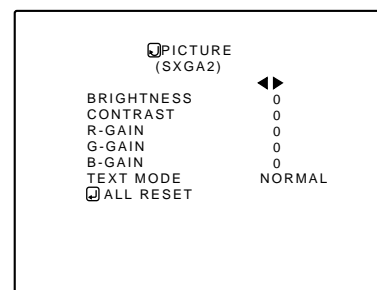 PICTURE
(SXGA2)
BRIGHTNESS 0
CONTRAST 0
R-GAIN 0
G-GAIN 0
B-GAIN 0
TEXT MODE NORMAL
ALL RESET